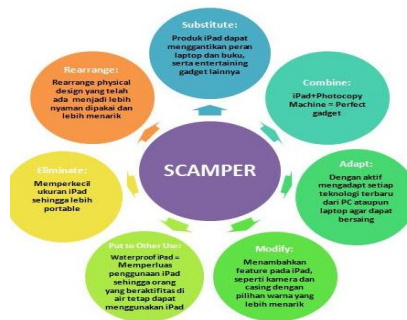 Substitute:
Produk iPad dapat
menggantikan peran
laptop dan buku,
serta entertaining
gadget lainnya
Combine:
iPad+Photocopy
Machine = Perfect
gadget
Adapt:
Dengan aktif
mengadapt setiap
teknologi terbaru
dari PC ataupun
laptop agar dapat
bersaing
Modify:
Menambahkan
feature pada iPad,
seperti kamera dan
casing dengan
pilihan warna yang
lebih menarik
Put to Other Use:
Waterproof iPad =
Memperluas
penggunaan iPad
sehingga orang
yang beraktifitas di
air tetap dapat
menggunakan iPad
Eliminate:
Memperkecil
ukuran iPad
sehingga lebih
portable
Rearrange:
Rearrange physical
design yang telah
ada menjadi lebih
nyaman dipakai dan
lebih menarik
SCAMPER